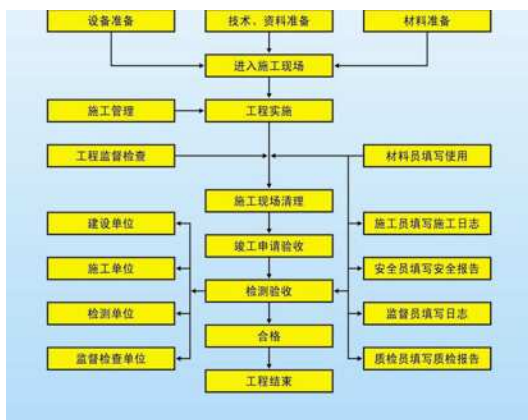 设备准备
技术、资料准备
材料准备
进入施工现场
施工管理
工程实施
工程监督检查
材料员填写使用
施工现场清理
建设单位
施工员填写施工日志
竣工申请验收
施工单位
安全员填写安全报告
检测验收
检测单位
监督员填写日志
合格
监督检查单位
质检员填写质检报告
工程结束